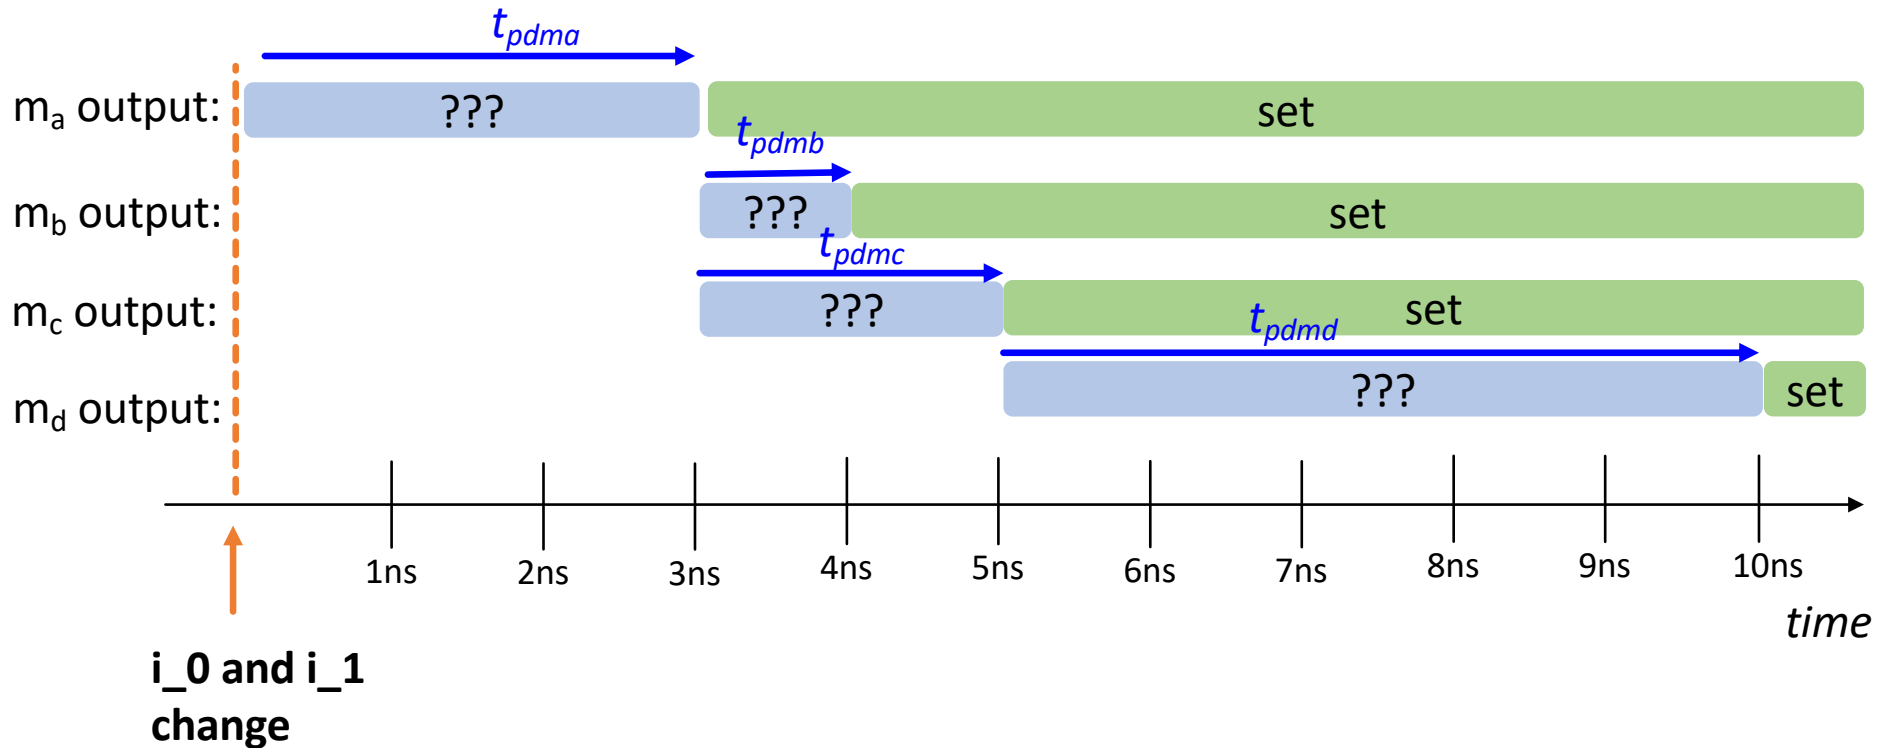 t_pdma
m_a output: ??? set
t_pdmb
m_b output: ??? set
t_pdmc
m_c output: ??? set
t_pdmd
m_d output: ??? set
1ns 2ns 3ns 4ns 5ns 6ns 7ns 8ns 9ns 10ns
time
i_0 and i_1
change